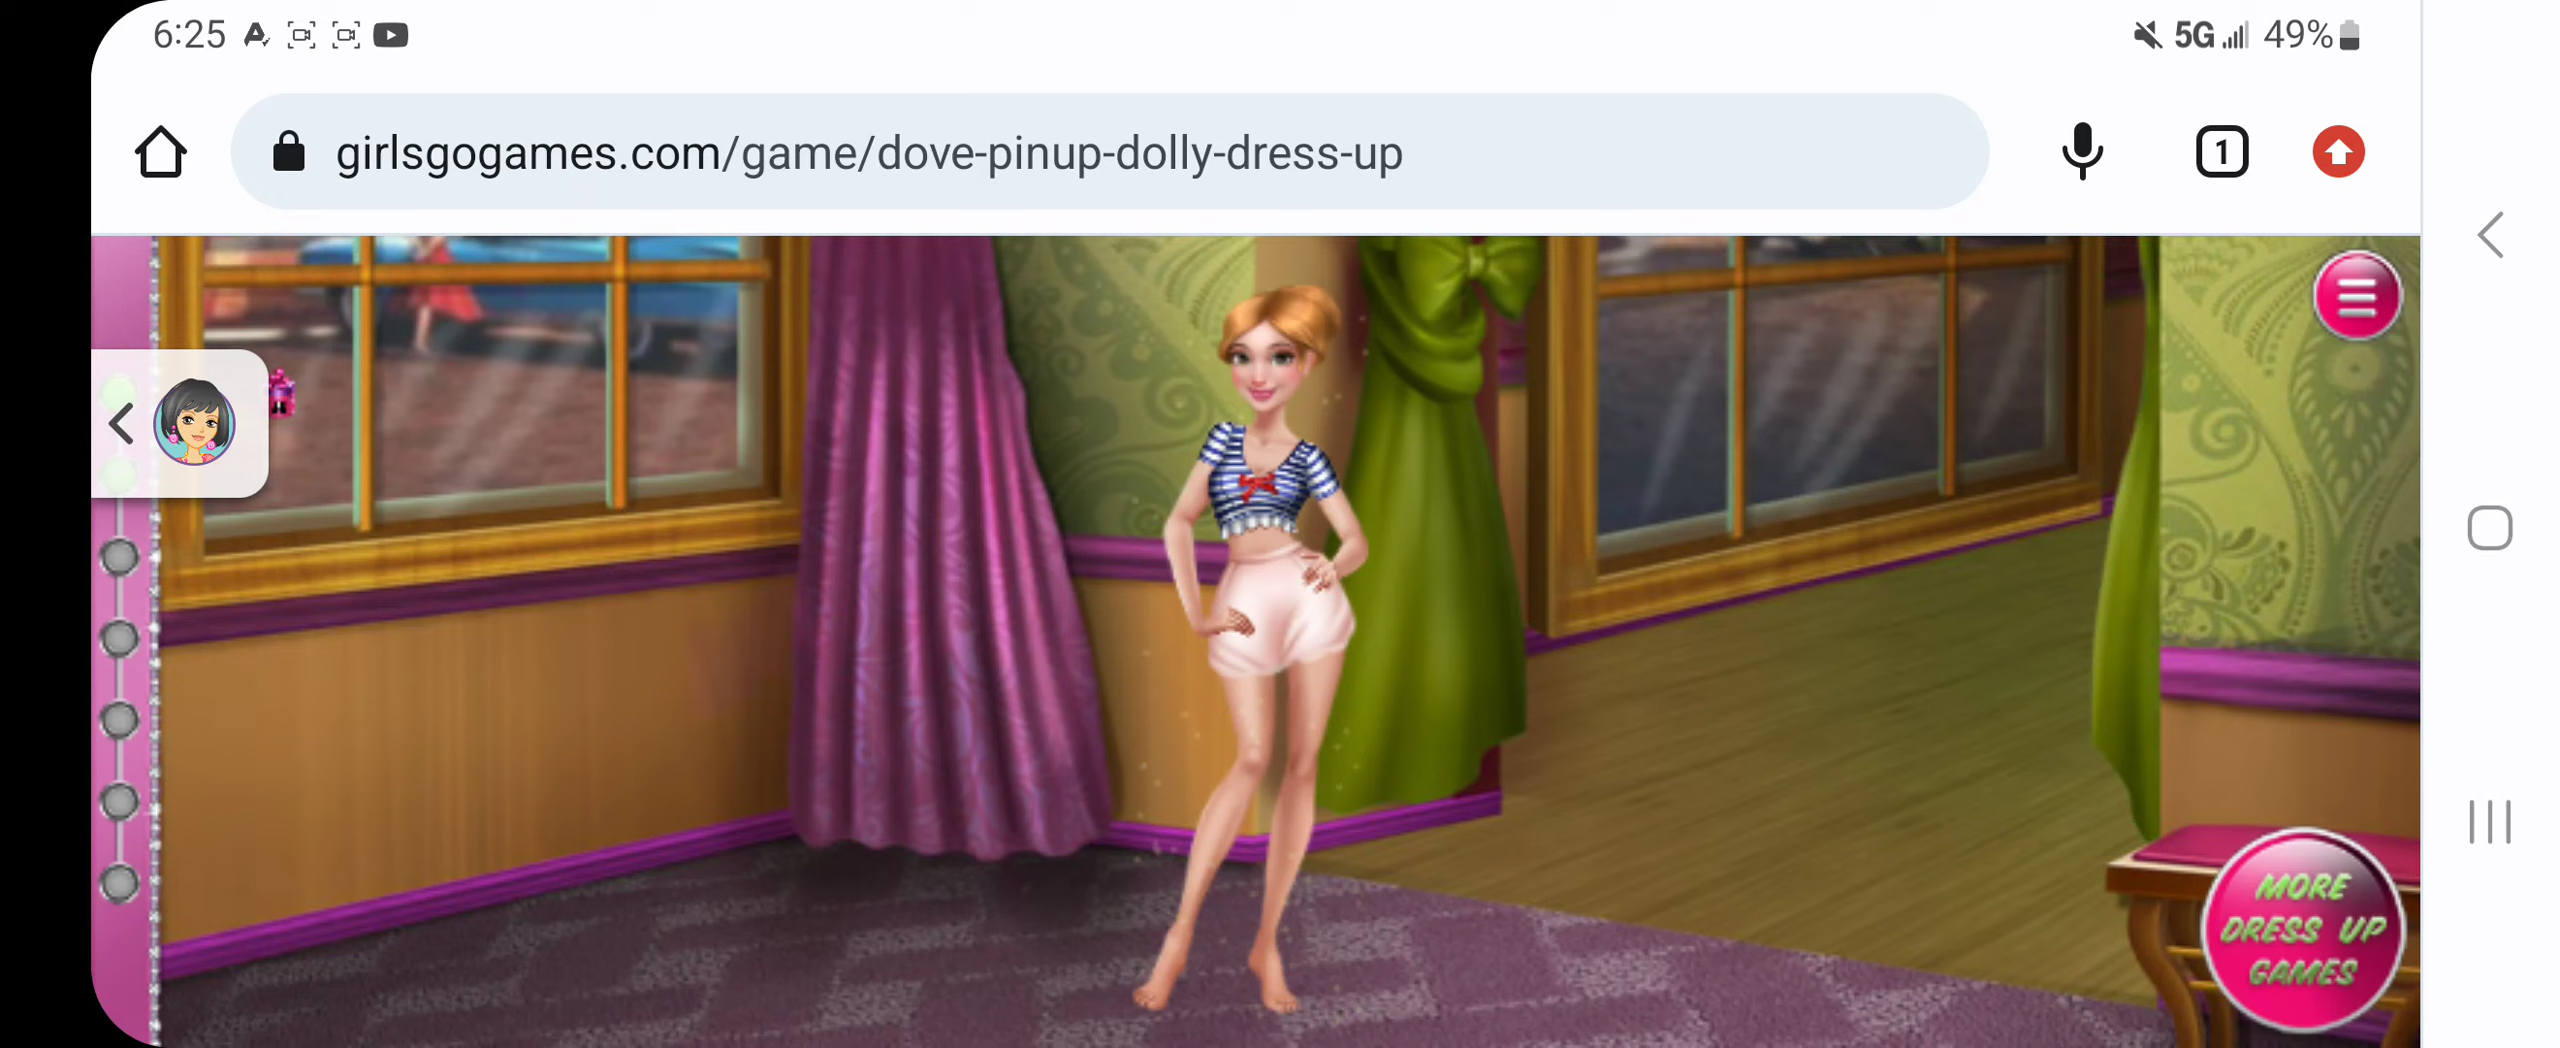 6:25
5G 49%
girlsgogames.com/game/dove-pinup-dolly-dress-up
1
MORE
DRESS UP
GAMES